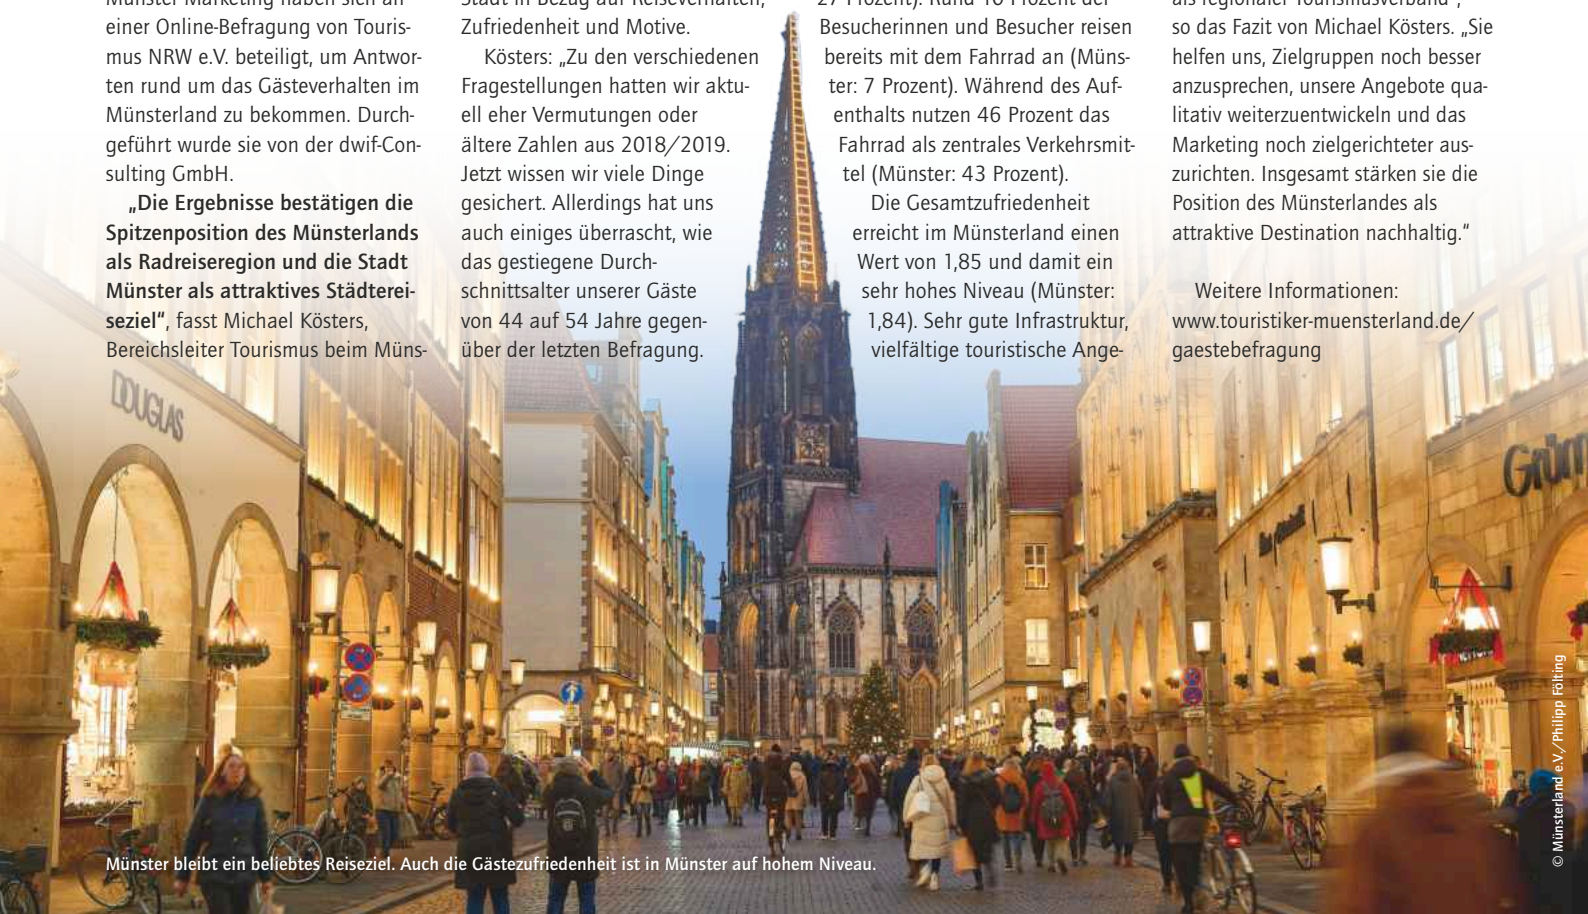 einer Online-Befragung von Touris-
mus NRW e.V. beteiligt, um Antwor-
ten rund um das Gästeverhalten im
Münsterland zu bekommen. Durch-
geführt wurde sie von der dwif-Con-
sulting GmbH.
„Die Ergebnisse bestätigen die
Spitzenposition des Münsterlands
als Radreiseregion und die Stadt
Münster als attraktives Städterei-
seziel“, fasst Michael Kösters,
Bereichsleiter Tourismus beim Müns-
Zufriedenheit und Motive.
Kösters: „Zu den verschiedenen
Fragestellungen hatten wir aktu-
ell eher Vermutungen oder
ältere Zahlen aus 2018/2019.
Jetzt wissen wir viele Dinge
gesichert. Allerdings hat uns
auch einiges überrascht, wie
das gestiegene Durch-
schnittsalter unserer Gäste
von 44 auf 54 Jahre gegen-
über der letzten Befragung.
Besucherinnen und Besucher reisen
bereits mit dem Fahrrad an (Müns-
ter: 7 Prozent). Während des Auf-
enthalts nutzen 46 Prozent das
Fahrrad als zentrales Verkehrsmit-
tel (Münster: 43 Prozent).
Die Gesamtzufriedenheit
erreicht im Münsterland einen
Wert von 1,85 und damit ein
sehr hohes Niveau (Münster:
1,84). Sehr gute Infrastruktur,
vielfältige touristische Ange-
so das Fazit von Michael Kösters. „Sie
helfen uns, Zielgruppen noch besser
anzusprechen, unsere Angebote qua-
litativ weiterzuentwickeln und das
Marketing noch zielgerichteter aus-
zurichten. Insgesamt stärken sie die
Position des Münsterlandes als
attraktive Destination nachhaltig.“
Weitere Informationen:
www.touristiker-muensterland.de/
gaestebefragung
DOUGLAS
Münster bleibt ein beliebtes Reiseziel. Auch die Gästezufriedenheit ist in Münster auf hohem Niveau.
© Münsterland e.V./Philipp Fölting